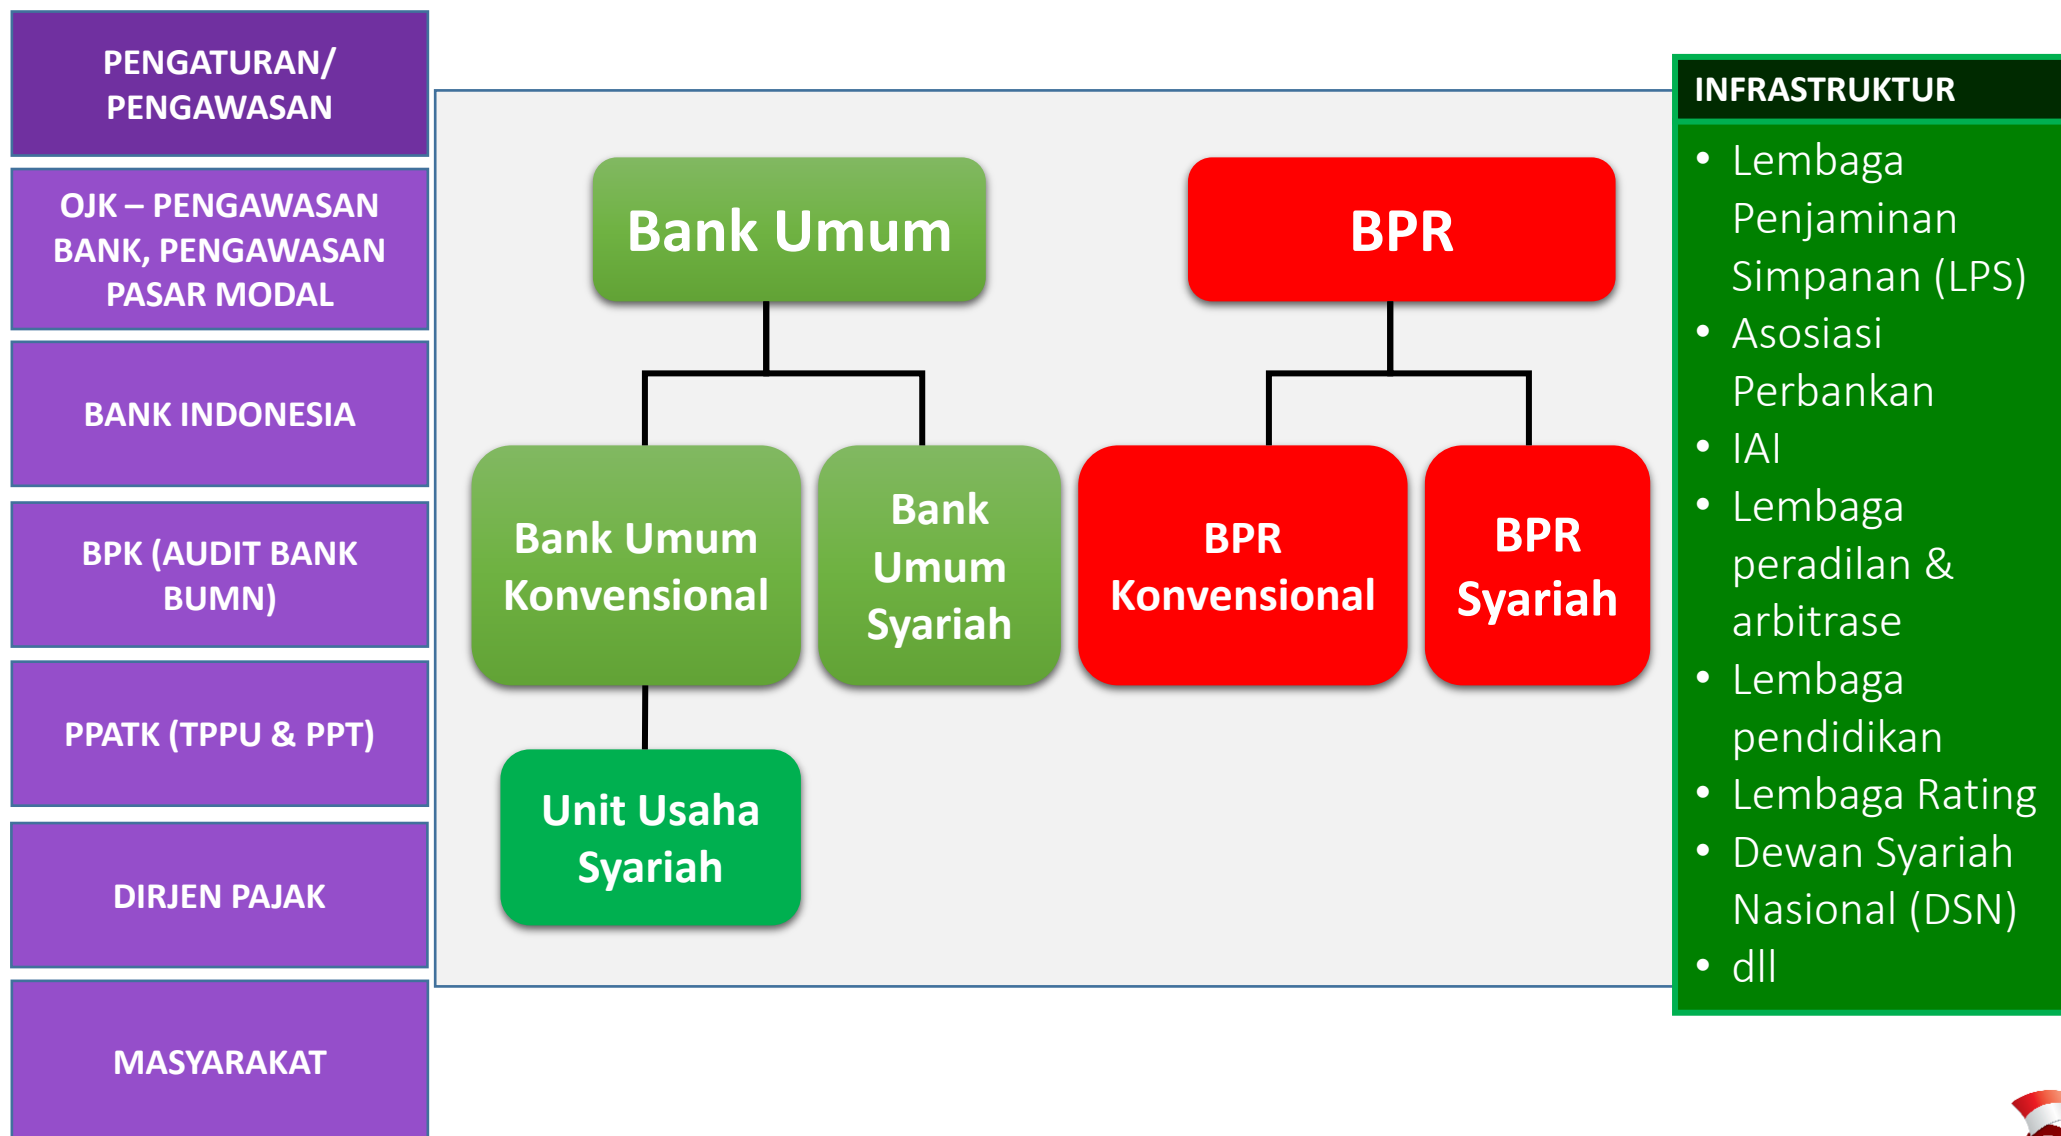 PENGATURAN/
PENGAWASAN
OJK – PENGAWASAN
BANK, PENGAWASAN
PASAR MODAL
BANK INDONESIA
BPK (AUDIT BANK
BUMN)
PPATK (TPPU & PPT)
DIRJEN PAJAK
MASYARAKAT
Bank Umum
Bank Umum
Konvensional
Bank
Umum
Syariah
Unit Usaha
Syariah
BPR
BPR
Konvensional
BPR
Syariah
INFRASTRUKTUR
• Lembaga
Penjaminan
Simpanan (LPS)
• Asosiasi
Perbankan
• IAI
• Lembaga
peradilan &
arbitrase
• Lembaga
pendidikan
• Lembaga Rating
• Dewan Syariah
Nasional (DSN)
• dll